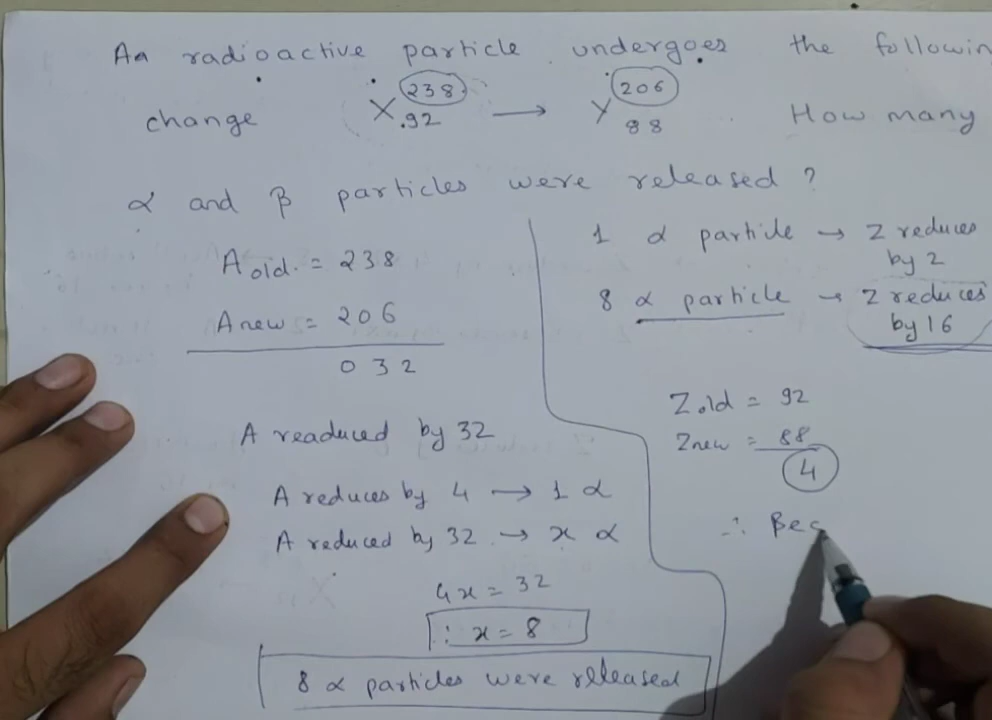 An radioactive particle undergoes the followin
change X 238 92 → Y 206 88 . How many
α and β particles were released ?
A old. = 238
A new = 206
032
A readuced by 32
A reduces by 4 → 1 α
A reduced by 32 → x α
4x = 32
∴ x = 8
8 α particles were released
1 α particle → Z reduces
by 2
8 α particle → Z reduces
by 16
Z old = 92
Z new = 88
4
∴ Bec